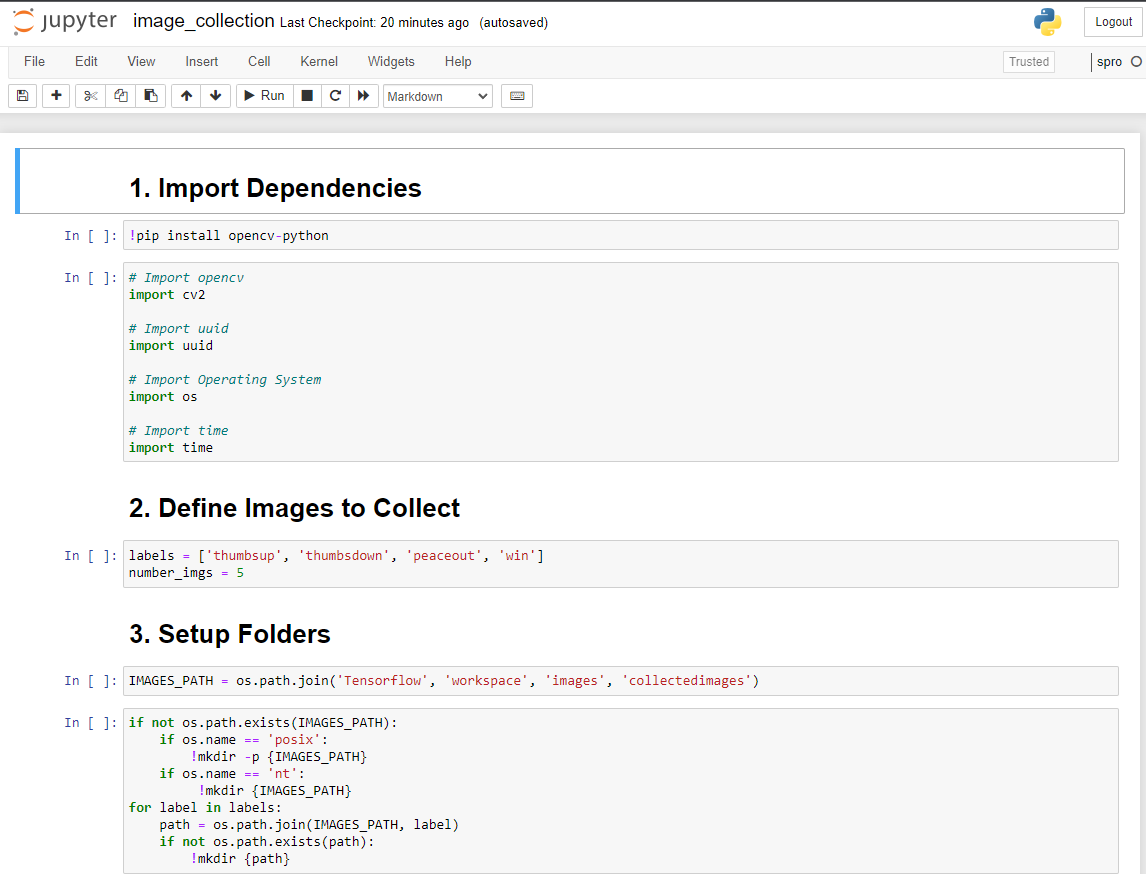 jupyter image_collection Last Checkpoint: 20 minutes ago (autosaved)
Logout
File Edit View Insert Cell Kernel Widgets Help
Trusted
spro
Run
Markdown
1. Import Dependencies
In [ ]: !pip install opencv-python
In [ ]: # Import opencv
import cv2
# Import uuid
import uuid
# Import Operating System
import os
# Import time
import time
2. Define Images to Collect
In [ ]: labels = ['thumbsup', 'thumbsdown', 'peaceout', 'win']
number_imgs = 5
3. Setup Folders
In [ ]: IMAGES_PATH = os.path.join('Tensorflow', 'workspace', 'images', 'collectedimages')
In [ ]: if not os.path.exists(IMAGES_PATH):
    if os.name == 'posix':
        !mkdir -p {IMAGES_PATH}
    if os.name == 'nt':
         !mkdir {IMAGES_PATH}
for label in labels:
    path = os.path.join(IMAGES_PATH, label)
    if not os.path.exists(path):
        !mkdir {path}